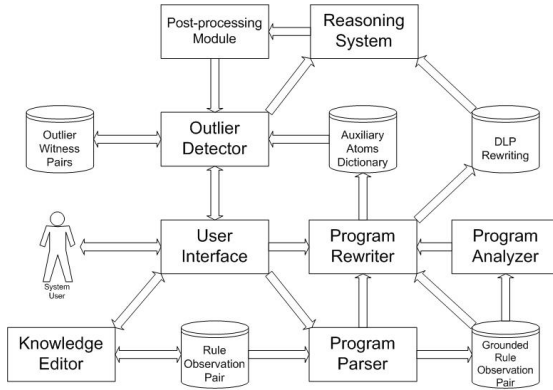 Post-processing
Module
Reasoning
System
Outlier
Witness
Pairs
Outlier
Detector
Auxiliary
Atoms
Dictionary
DLP
Rewriting
System
User
User
Interface
Program
Rewriter
Program
Analyzer
Knowledge
Editor
Rule
Observation
Pair
Program
Parser
Grounded
Rule
Observation
Pair